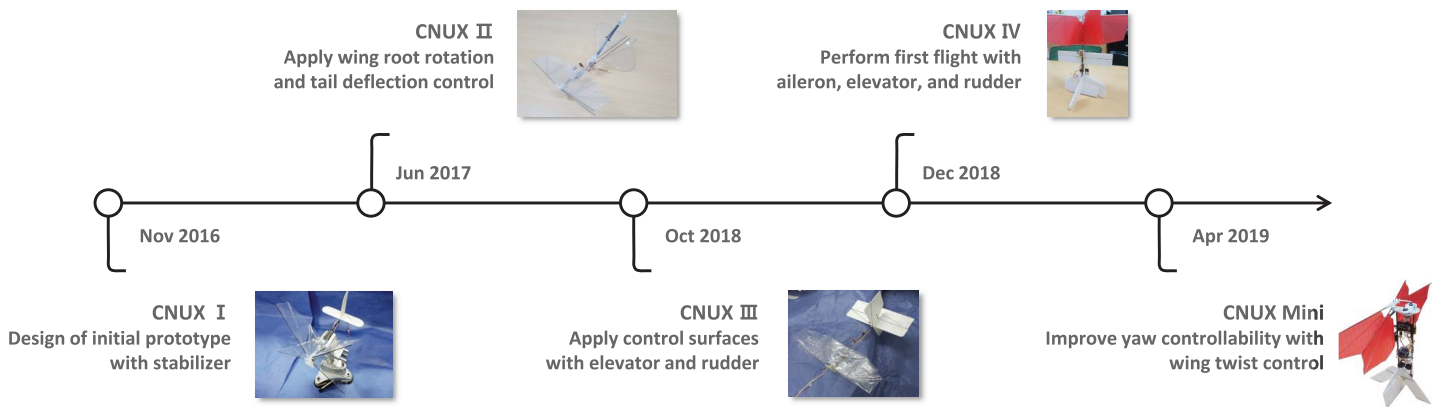 CNUX Ⅱ
Apply wing root rotation
and tail deflection control
CNUX Ⅳ
Perform first flight with
aileron, elevator, and rudder
Jun 2017
Dec 2018
Nov 2016
Oct 2018
Apr 2019
CNUX Ⅰ
Design of initial prototype
with stabilizer
CNUX Ⅲ
Apply control surfaces
with elevator and rudder
CNUX Mini
Improve yaw controllability with
wing twist control